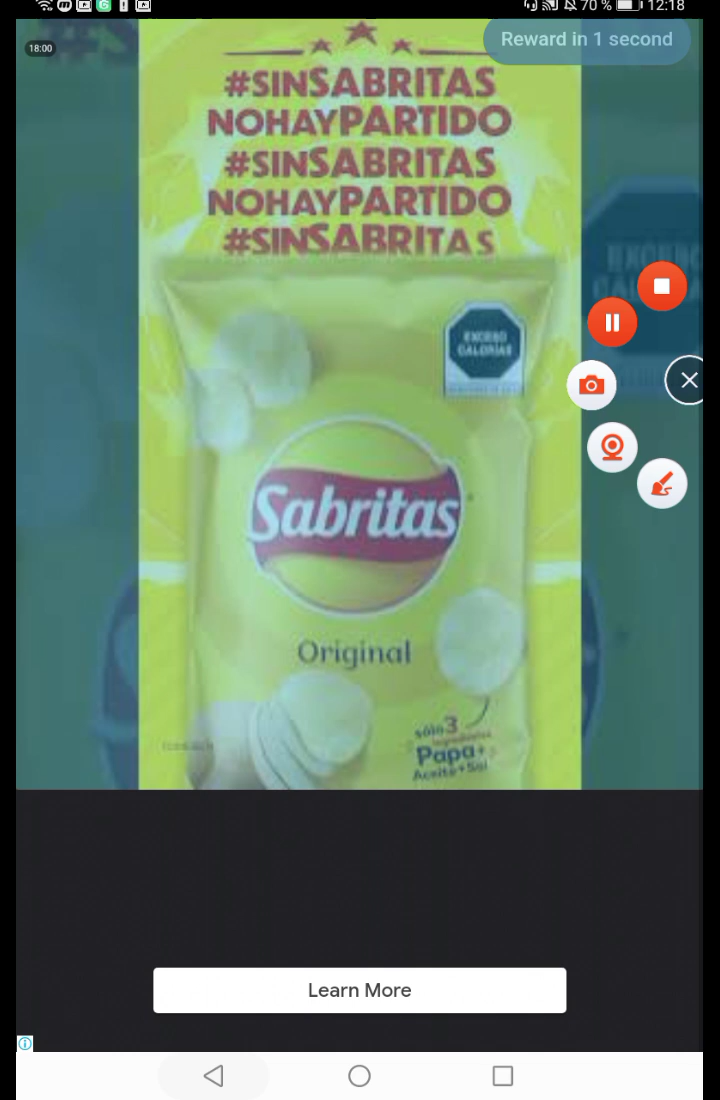 70 % 12:18
18:00
Reward in 1 second
#SINSABRITAS
NOHAYPARTIDO
#SINSABRITAS
NOHAYPARTIDO
#SINSABRITAS
EXCESO
CALORÍAS
Sabritas
Original
sólo 3
Papa+
Aceite+Sal
Learn More